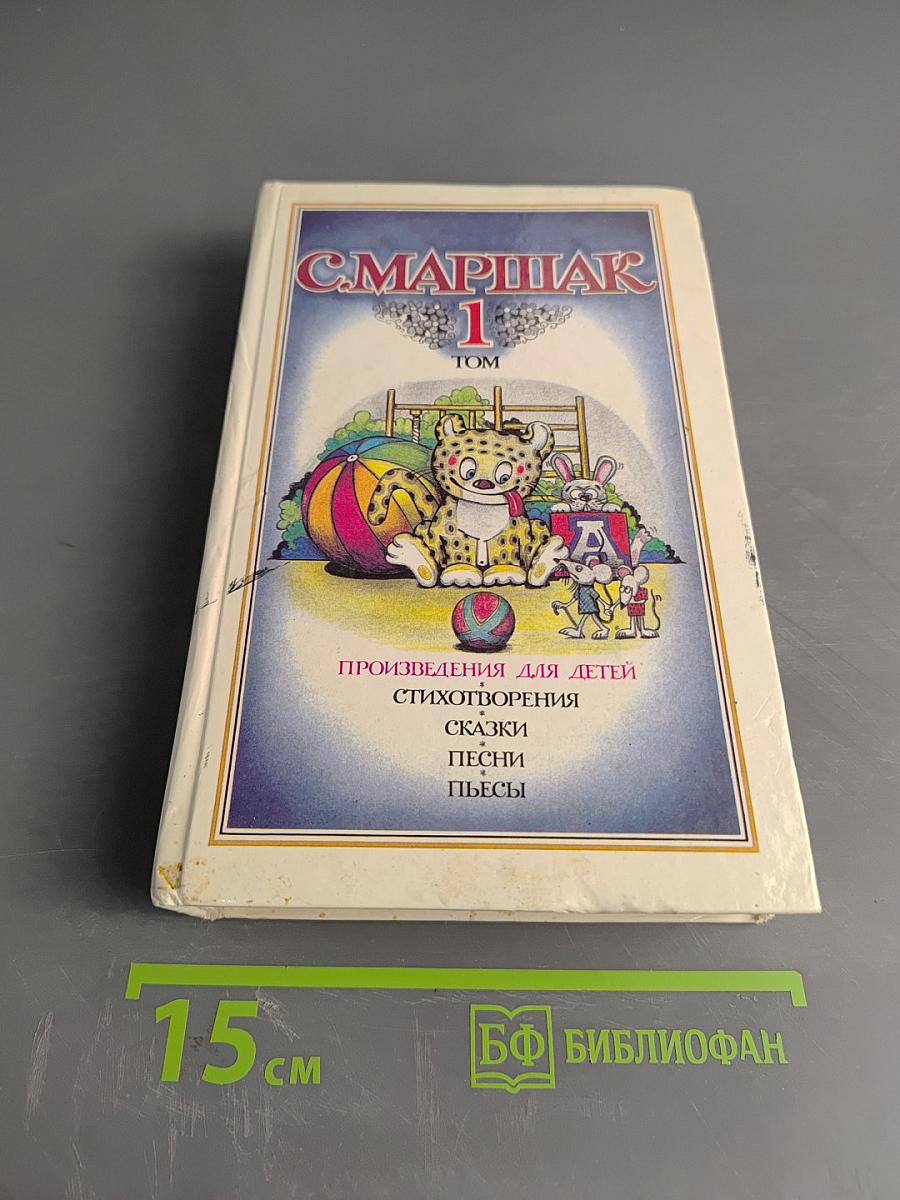 С.МАРШАК
1
ТОМ
А
ПРОИЗВЕДЕНИЯ ДЛЯ ДЕТЕЙ
*
СТИХОТВОРЕНИЯ
*
СКАЗКИ
*
ПЕСНИ
*
ПЬЕСЫ
15 см
БФ БИБЛИОФАН